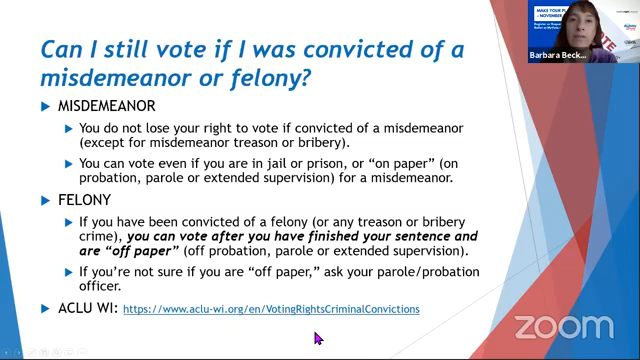 MAKE YOUR PLAN
Can I still vote if I was convicted of a
misdemeanor or felony?
Barbara Beck...
MISDEMEANOR
You do not lose your right to vote if convicted of a misdemeanor
(except for misdemeanor treason or bribery).
You can vote even if you are in jail or prison, or “on paper” (on
probation, parole or extended supervision) for a misdemeanor.
FELONY
If you have been convicted of a felony (or any treason or bribery
crime), you can vote after you have finished your sentence and
are “off paper” (off probation, parole or extended supervision).
If you’re not sure if you are “off paper,” ask your parole/probation
officer.
ACLU WI: https://www.aclu-wi.org/en/VotingRightsCriminalConvictions
zoom